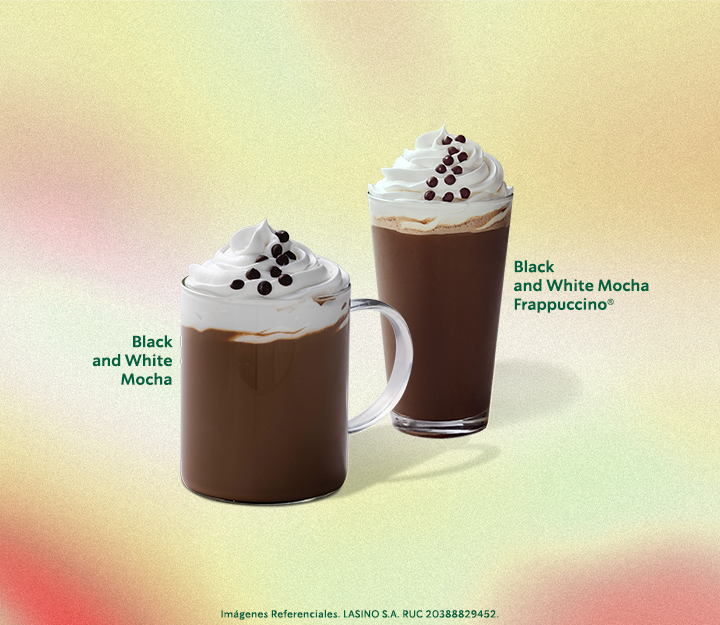 Black
and White Mocha
Frappuccino®
Black
and White
Mocha
Imágenes Referenciales. LASINO S.A. RUC 20388829452.